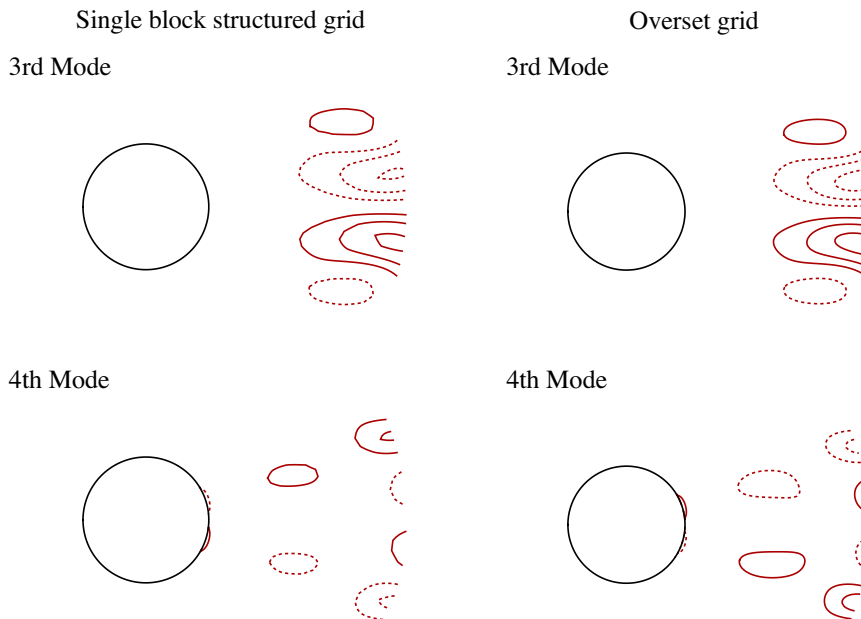 Single block structured grid
Overset grid
3rd Mode
3rd Mode
4th Mode
4th Mode